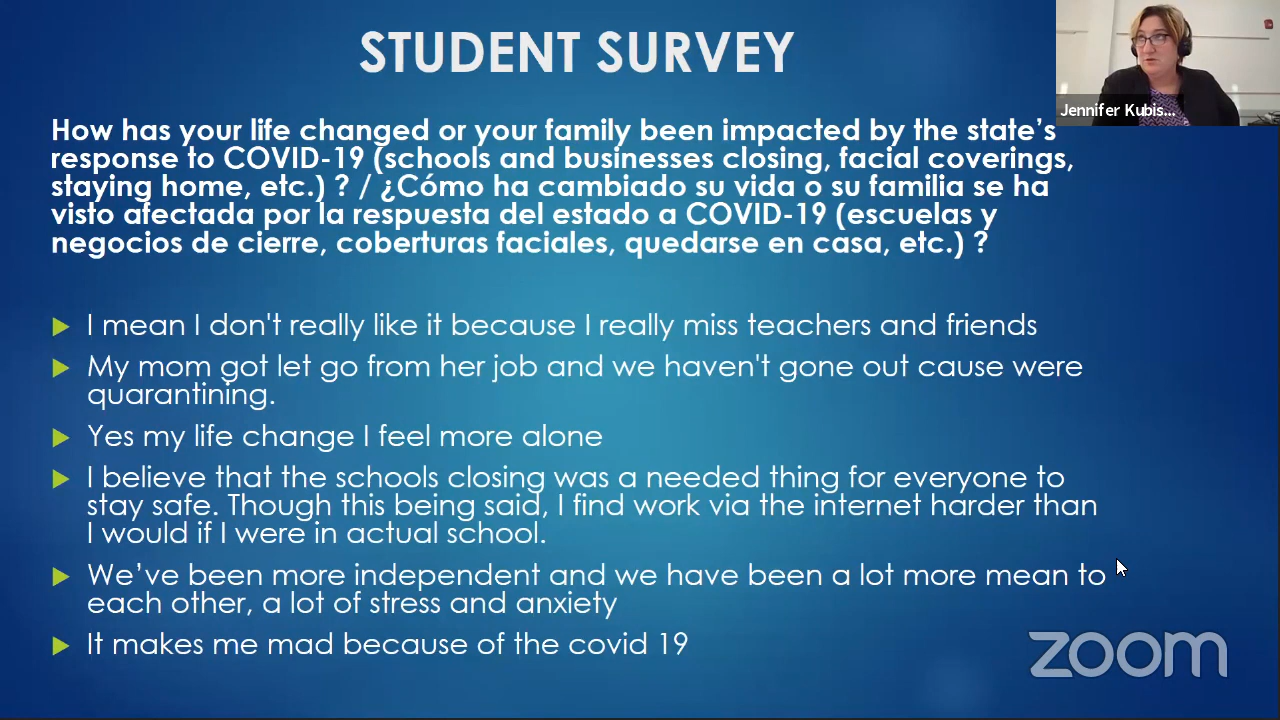 STUDENT SURVEY
Jennifer Kubis...
How has your life changed or your family been impacted by the state’s
response to COVID-19 (schools and businesses closing, facial coverings,
staying home, etc.) ? / ¿Cómo ha cambiado su vida o su familia se ha
visto afectada por la respuesta del estado a COVID-19 (escuelas y
negocios de cierre, coberturas faciales, quedarse en casa, etc.) ?
I mean I don't really like it because I really miss teachers and friends
My mom got let go from her job and we haven't gone out cause were
quarantining.
Yes my life change I feel more alone
I believe that the schools closing was a needed thing for everyone to
stay safe. Though this being said, I find work via the internet harder than
I would if I were in actual school.
We’ve been more independent and we have been a lot more mean to
each other, a lot of stress and anxiety
It makes me mad because of the covid 19
zoom